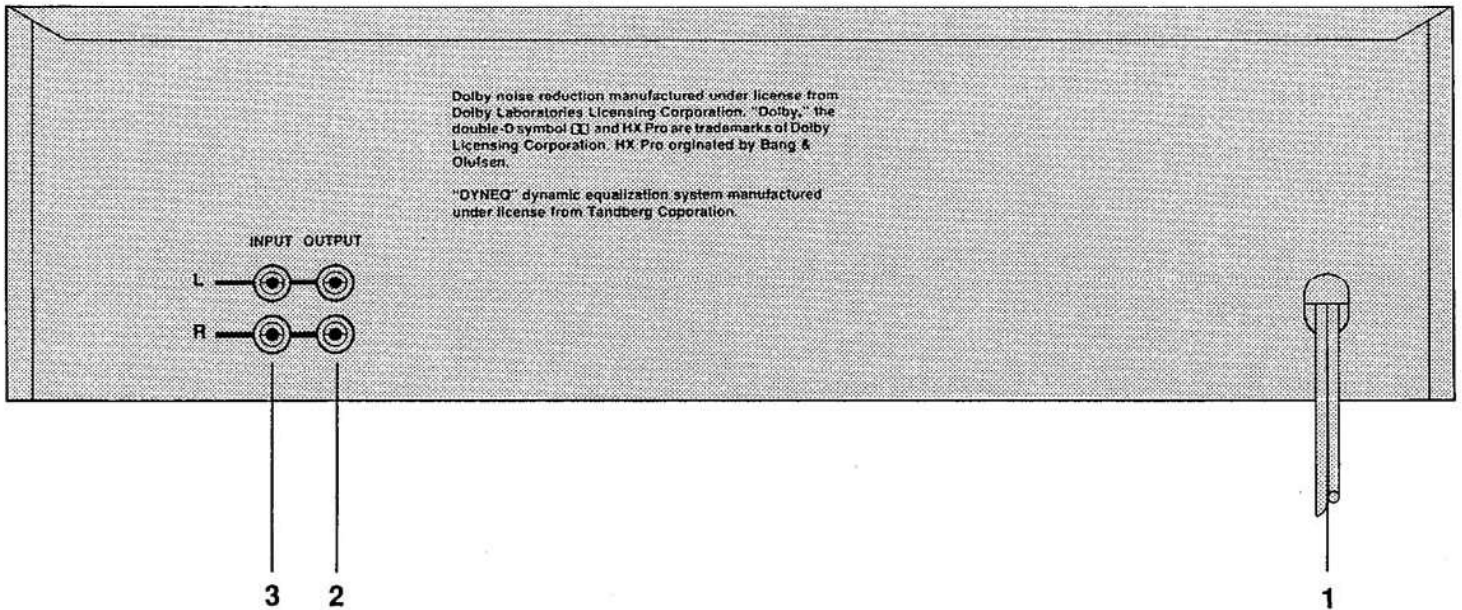 Dolby noise reduction manufactured under license from
Dolby Laboratories Licensing Corporation. "Dolby," the
double-D symbol and HX Pro are trademarks of Dolby
Licensing Corporation. HX Pro orginated by Bang &
Olufsen.
"DYNEQ" dynamic equalization system manufactured
under license from Tandberg Coporation.
INPUT OUTPUT
L
R
3 2 1